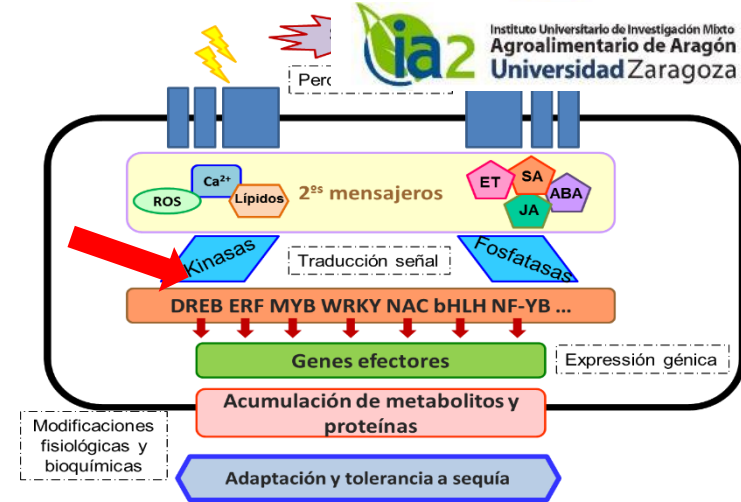 ia2
Instituto Universitario de Investigación Mixto
Agroalimentario de Aragón
Universidad Zaragoza
ROS
Ca²⁺
Lípidos
2ºs mensajeros
ET
SA
JA
ABA
Kinasas
Traducción señal
Fosfatasas
DREB ERF MYB WRKY NAC bHLH NF-YB ...
Genes efectores
Expresión génica
Acumulación de metabolitos y
proteínas
Modificaciones
fisiológicas y
bioquímicas
Adaptación y tolerancia a sequía